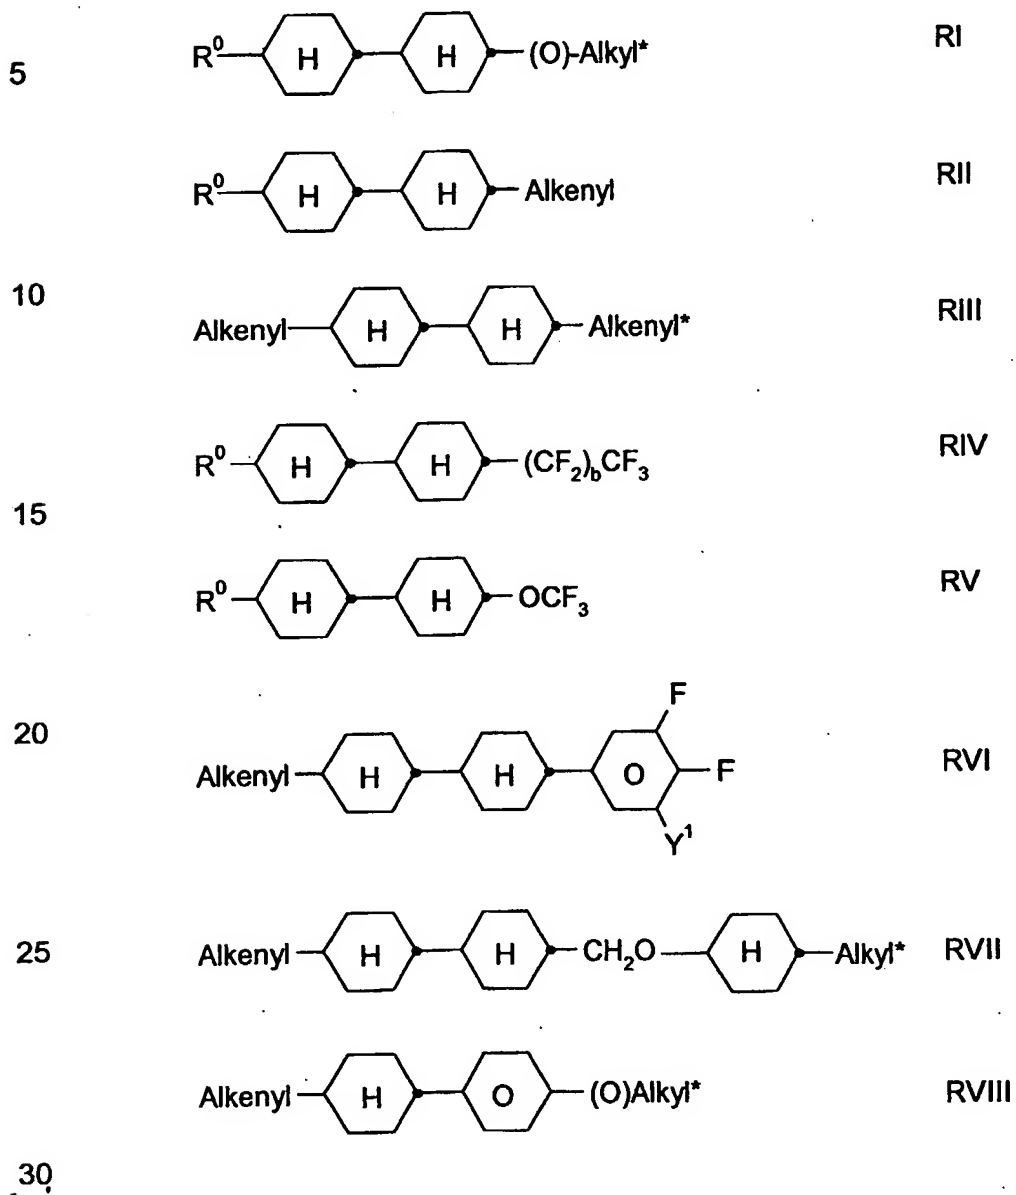 R⁰ H H (O)-Alkyl* RI
5
R⁰ H H Alkenyl RII
10
Alkenyl H H Alkenyl* RIII
R⁰ H H (CF₂)bCF₃ RIV
15
R⁰ H H OCF₃ RV
F
20
Alkenyl H H O F RVI
Y¹
25 Alkenyl H H CH₂O H Alkyl* RVII
Alkenyl H O (O)Alkyl* RVIII
30